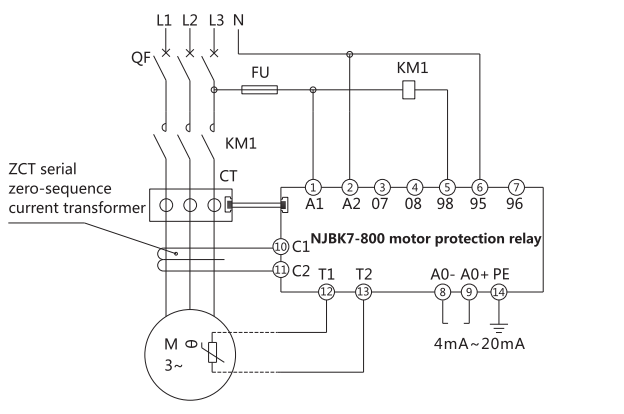 L1 L2 L3 N
QF
FU
KM1
KM1
ZCT serial
zero-sequence
current transformer
CT
1 2 3 4 5 6 7
A1 A2 07 08 98 95 96
NJBK7-800 motor protection relay
10 C1
11 C2
T1 T2 A0- A0+ PE
12 13 8 9 14
4mA~20mA
M θ
3~